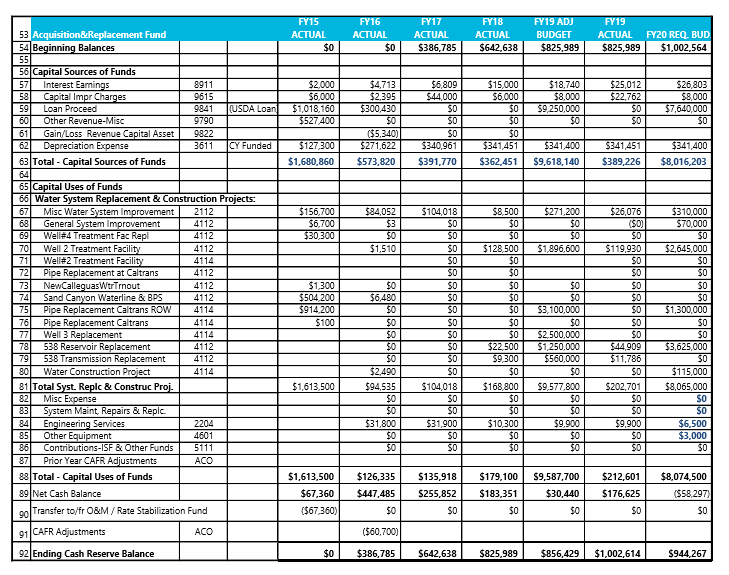 FY15 FY16 FY17 FY18 FY19 ADJ FY19
53 Acquisition&Replacement Fund ACTUAL ACTUAL ACTUAL ACTUAL BUDGET ACTUAL FY20 REQ. BUD
54 Beginning Balances $0 $0 $386,785 $642,638 $825,989 $825,989 $1,002,564
55
56 Capital Sources of Funds
57 Interest Earnings 8911 $2,000 $4,713 $6,809 $15,000 $18,740 $25,012 $26,803
58 Capital Impr Charges 9615 $6,000 $2,395 $44,000 $6,000 $8,000 $22,762 $8,000
59 Loan Proceed 9841 (USDA Loan $1,018,160 $300,430 $0 $0 $9,250,000 $0 $7,640,000
60 Other Revenue-Misc 9790 $527,400 $0 $0 $0 $0 $0 $0
61 Gain/Loss Revenue Capital Asset 9822 ($5,340) $0 $0
62 Depreciation Expense 3611 CY Funded $127,300 $271,622 $340,961 $341,451 $341,400 $341,451 $341,400
63 Total - Capital Sources of Funds $1,680,860 $573,820 $391,770 $362,451 $9,618,140 $389,226 $8,016,203
64
65 Capital Uses of Funds
66 Water System Replacement & Construction Projects:
67 Misc Water System Improvement 2112 $156,700 $84,052 $104,018 $8,500 $271,200 $26,076 $310,000
68 General System Improvement 4112 $6,700 $3 $0 $0 $0 ($0) $70,000
69 Well#4 Treatment Fac Repl 4112 $30,300 $0 $0 $0 $0 $0 $0
70 Well 2 Treatment Facility 4112 $1,510 $0 $128,500 $1,896,600 $119,930 $2,645,000
71 Well#2 Treatment Facility 4114 $0 $0
72 Pipe Replacement at Caltrans 4112 $0 $0
73 NewCalleguasWtrTrnout 4112 $1,300 $0 $0 $0 $0 $0 $0
74 Sand Canyon Waterline & BPS 4112 $504,200 $6,480 $0 $0 $0 $0 $0
75 Pipe Replacement Caltrans ROW 4114 $914,200 $0 $0 $0 $3,100,000 $0 $1,300,000
76 Pipe Replacement Caltrans 4114 $100 $0 $0 $0 $0 $0 $0
77 Well 3 Replacement 4114 $0 $0 $0 $2,500,000 $0 $0
78 538 Reservoir Replacement 4112 $0 $0 $22,500 $1,250,000 $44,909 $3,625,000
79 538 Transmission Replacement 4112 $0 $0 $9,300 $560,000 $11,786 $0
80 Water Construction Project 4114 $2,490 $0 $0 $0 $0 $115,000
81 Total Syst. Replc & Construc Proj. $1,613,500 $94,535 $104,018 $168,800 $9,577,800 $202,701 $8,065,000
82 Misc Expense $0 $0 $0 $0 $0 $0
83 System Maint, Repairs & Replc. $0 $0 $0 $0 $0 $0
84 Engineering Services 2204 $31,800 $31,900 $10,300 $9,900 $9,900 $6,500
85 Other Equipment 4601 $0 $0 $0 $0 $0 $3,000
86 Contributions-ISF & Other Funds 5111 $0 $0 $0 $0 $0 $0
87 Prior Year CAFR Adjustments ACO
88 Total - Capital Uses of Funds $1,613,500 $126,335 $135,918 $179,100 $9,587,700 $212,601 $8,074,500
89 Net Cash Balance $67,360 $447,485 $255,852 $183,351 $30,440 $176,625 ($58,297)
90 Transfer to/fr O&M / Rate Stabilization Fund ($67,360) $0 $0 $0 $0 $0 $0
91 CAFR Adjustments ACO ($60,700)
92 Ending Cash Reserve Balance $0 $386,785 $642,638 $825,989 $856,429 $1,002,614 $944,267